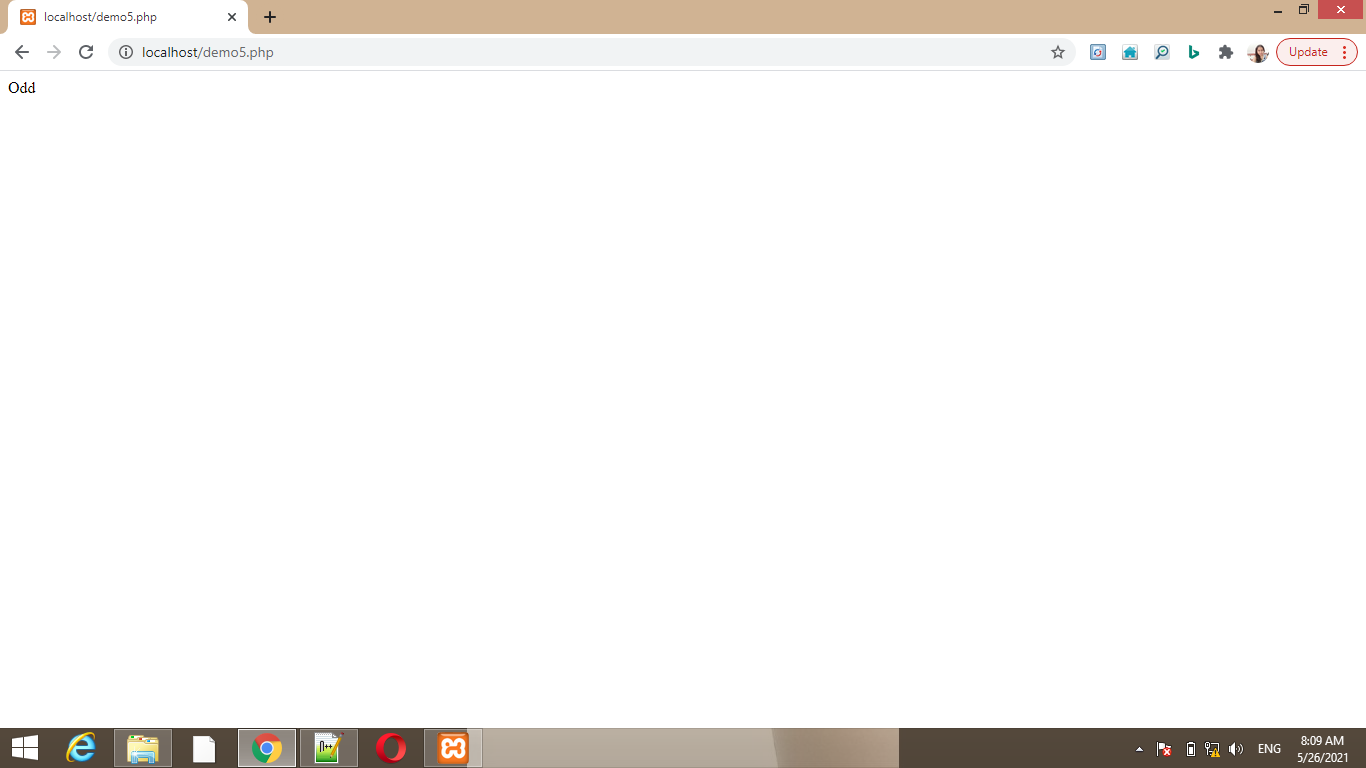 localhost/demo5.php
localhost/demo5.php
Update
Odd
ENG
8:09 AM
5/26/2021